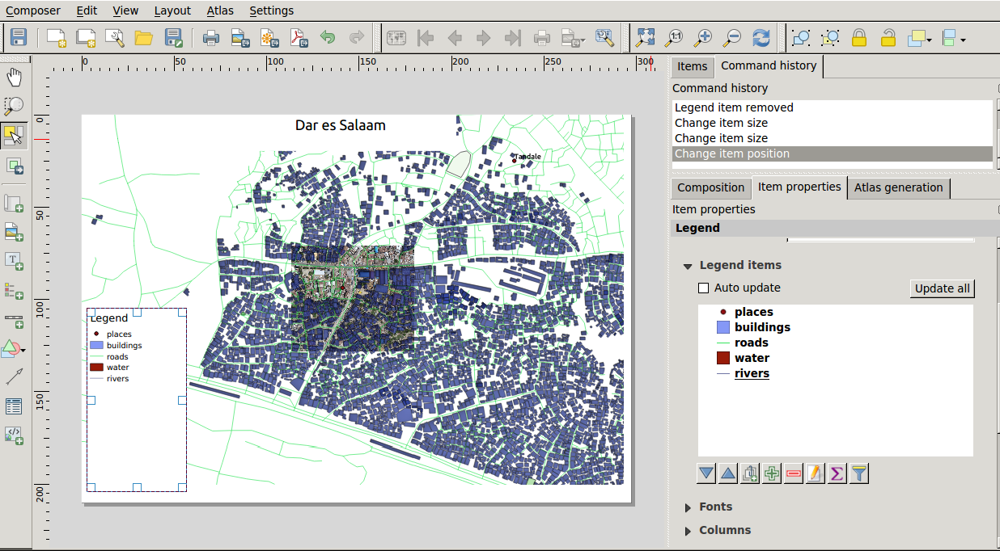 Composer Edit View Layout Atlas Settings
1:1
0 50 100 150 200 250 300
Items Command history
Command history
Legend item removed
Change item size
Change item size
Change item position
Composition Item properties Atlas generation
Item properties
Legend
Legend items
Auto update Update all
places
buildings
roads
water
rivers
Fonts
Columns
0
50
100
150
200
Dar es Salaam
Tandale
Legend
places
buildings
roads
water
rivers